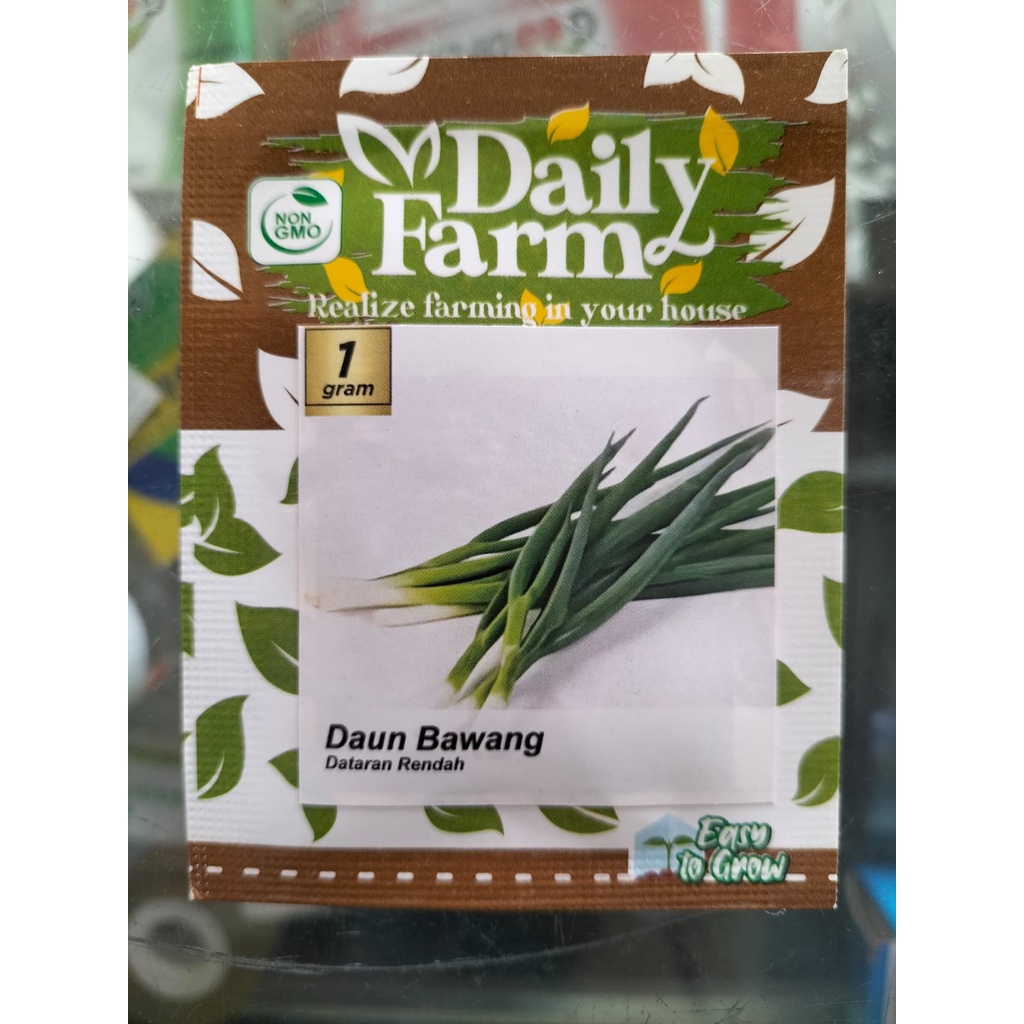 Daily
Farm
NON
GMO
Realize farming in your house
1
gram
Daun Bawang
Dataran Rendah
Easy
to Grow